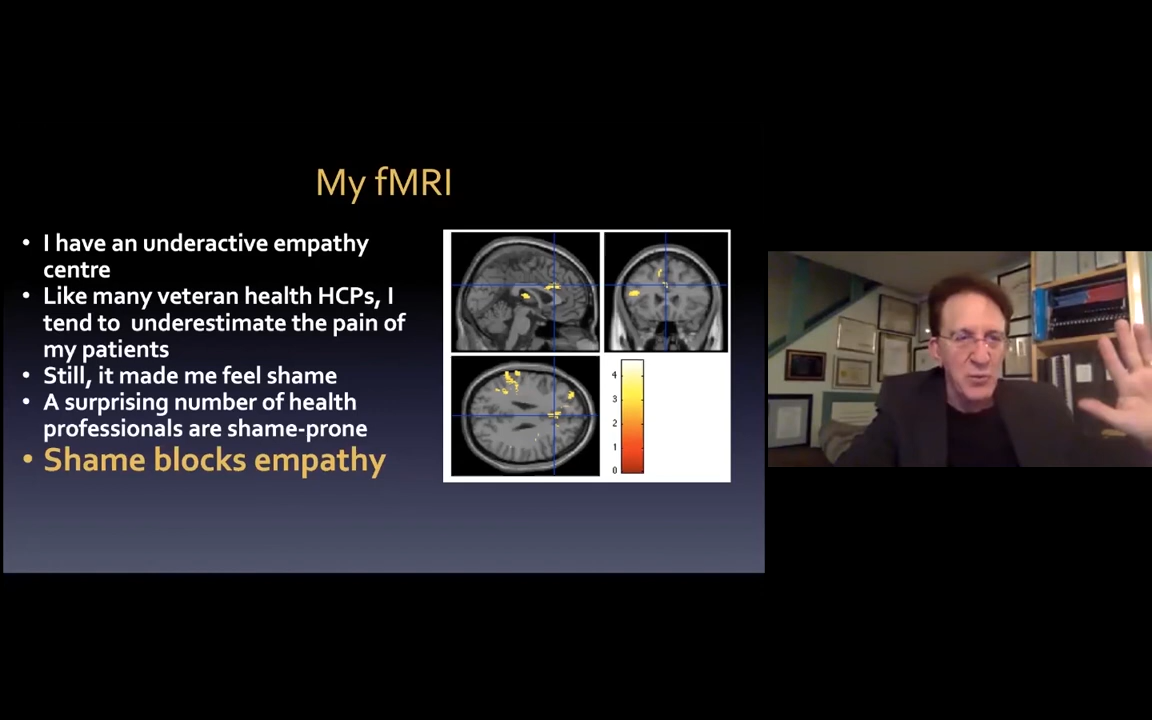 My fMRI
• I have an underactive empathy
centre
• Like many veteran health HCPs, I
tend to  underestimate the pain of
my patients
• Still, it made me feel shame
• A surprising number of health
professionals are shame-prone
• Shame blocks empathy
4
3
2
1
0